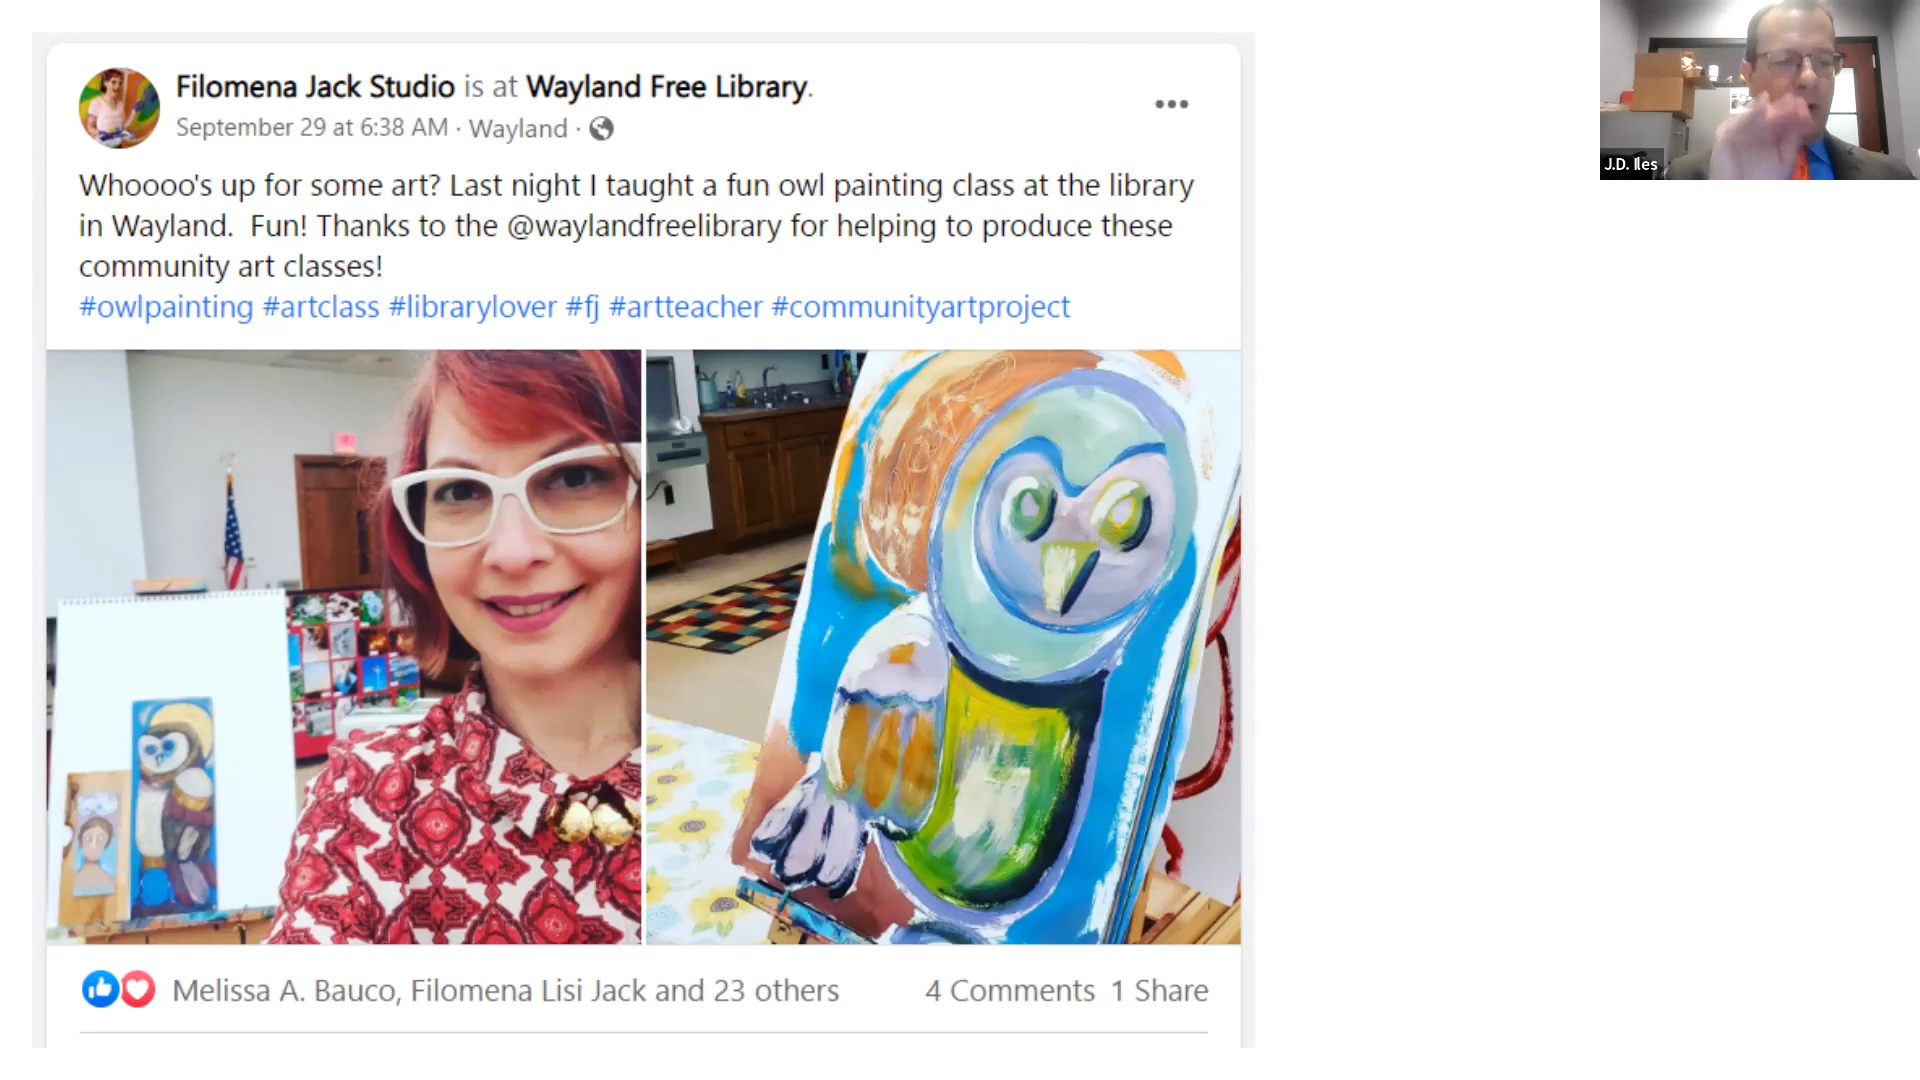 Filomena Jack Studio is at Wayland Free Library.
September 29 at 6:38 AM · Wayland ·
Whoooo's up for some art? Last night I taught a fun owl painting class at the library
in Wayland.  Fun! Thanks to the @waylandfreelibrary for helping to produce these
community art classes!
#owlpainting #artclass #librarylover #fj #artteacher #communityartproject
Melissa A. Bauco, Filomena Lisi Jack and 23 others
4 Comments 1 Share
J.D. Iles